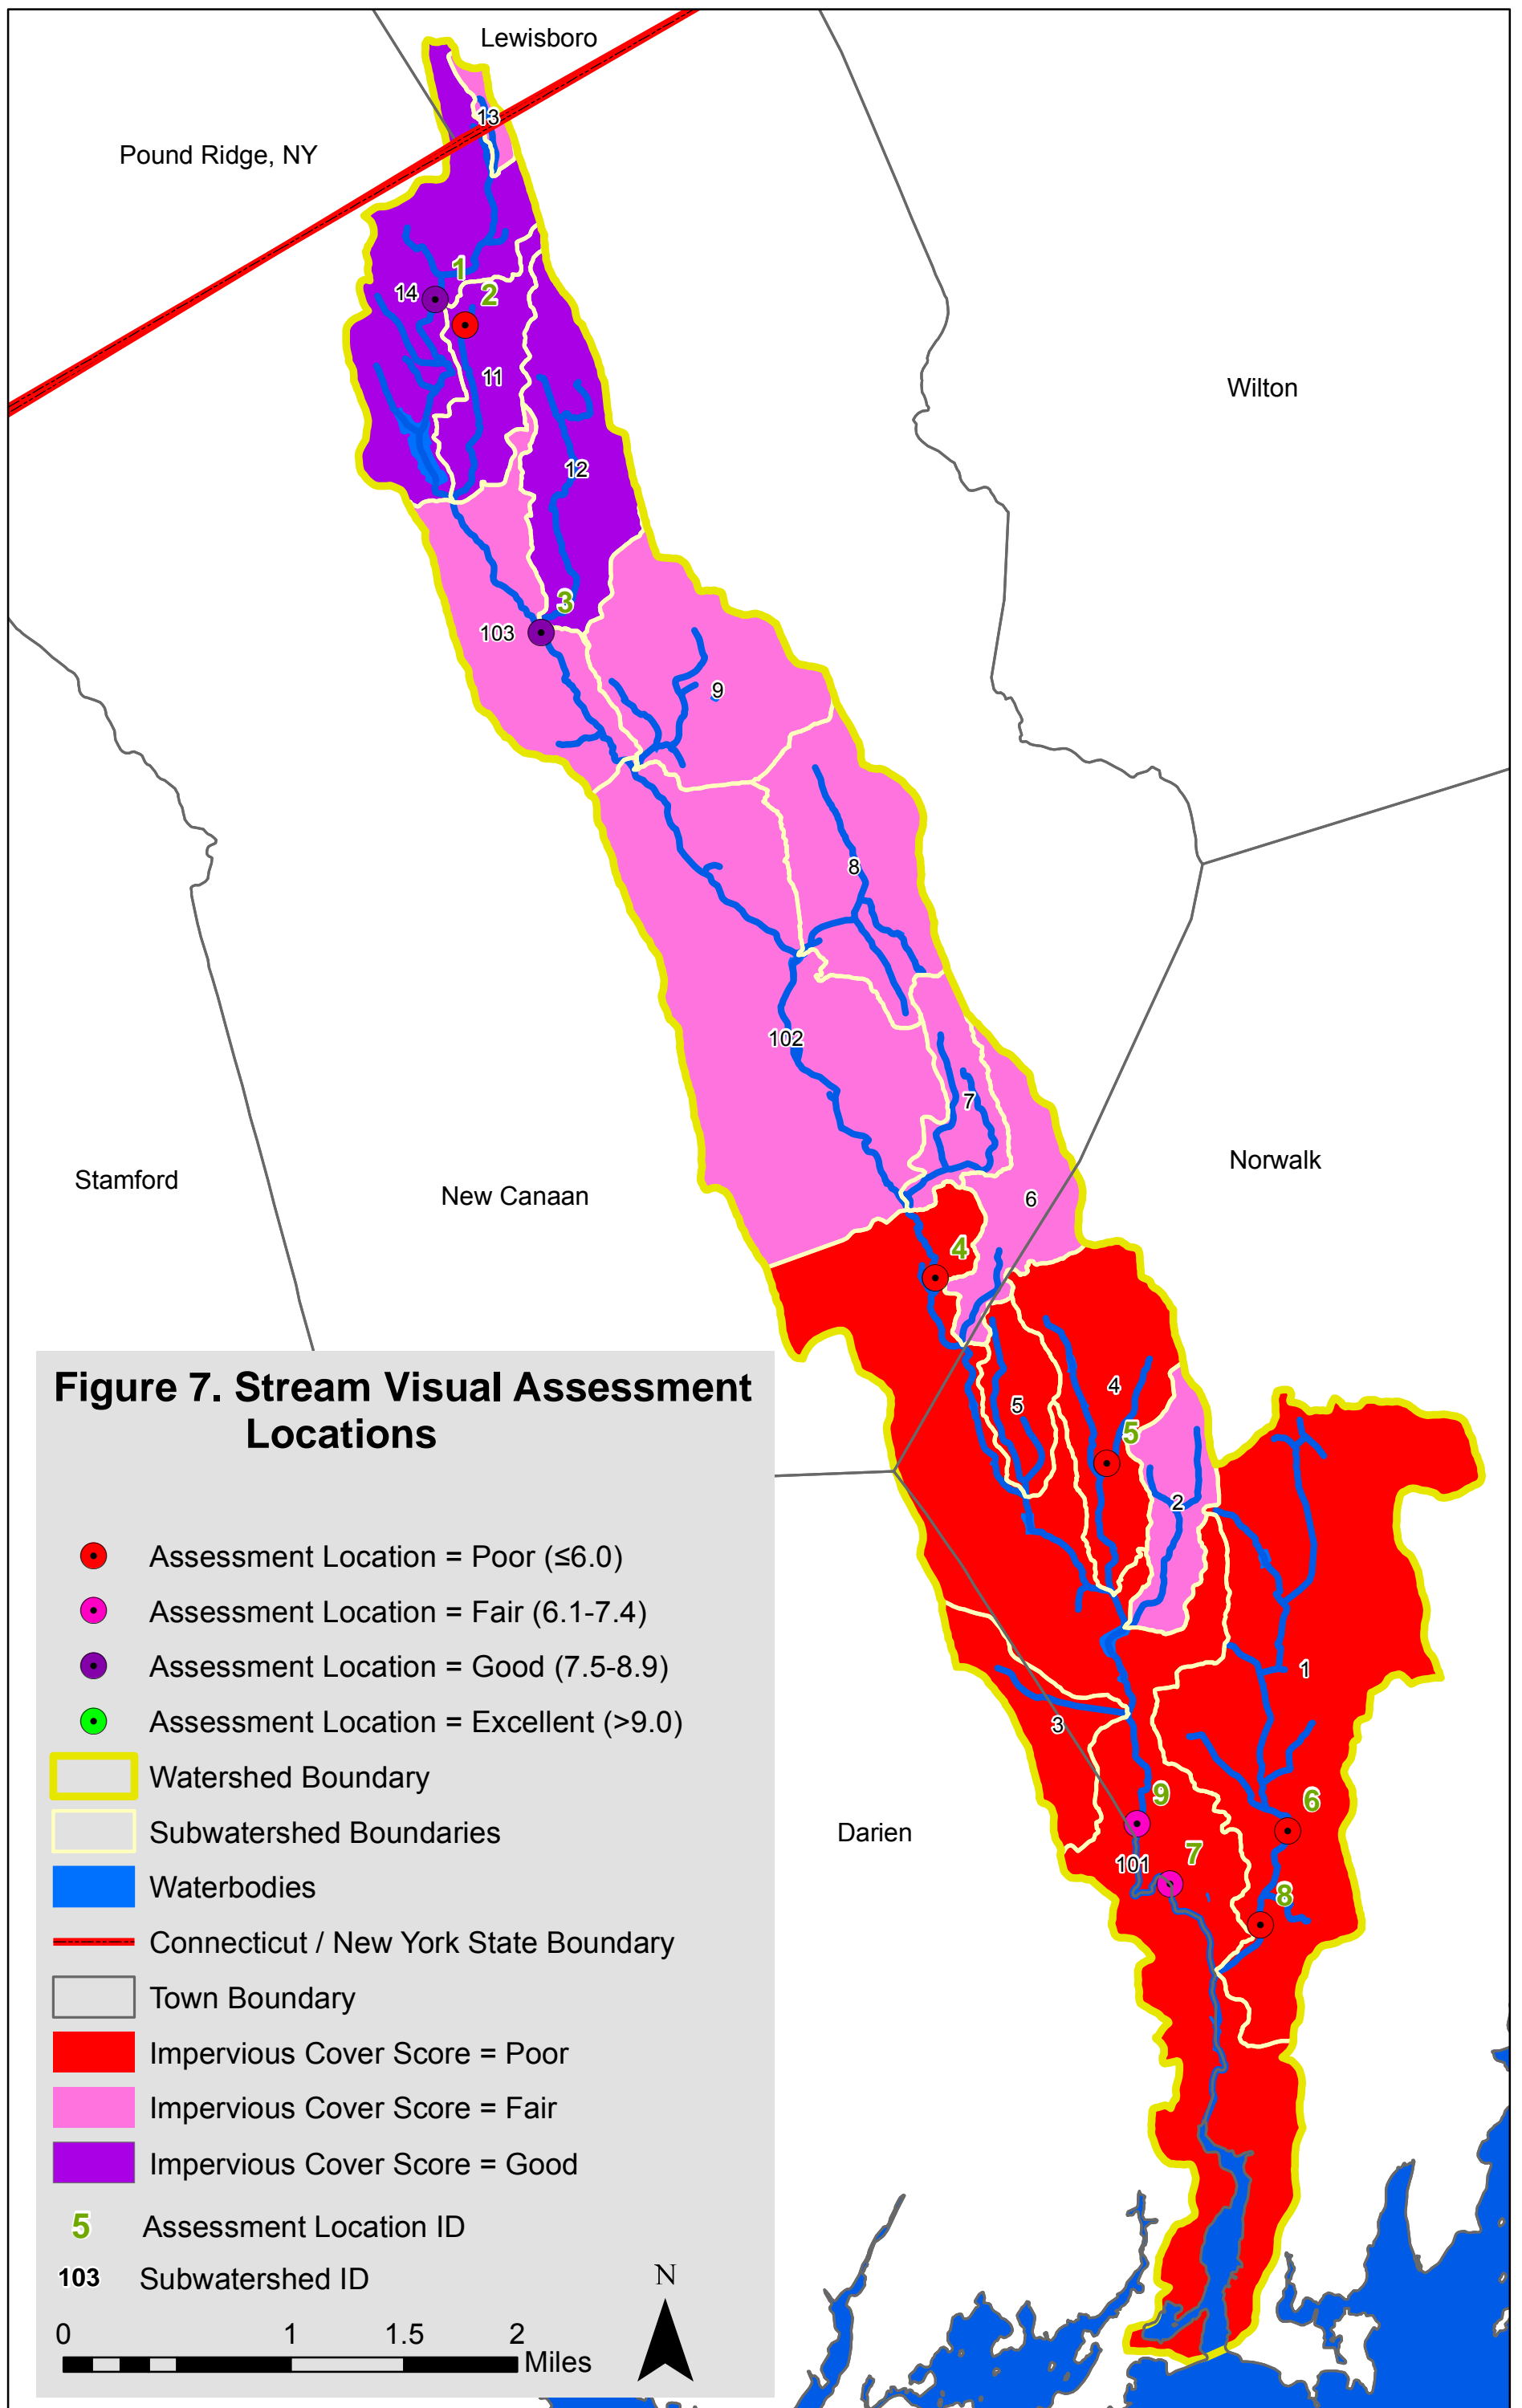 Lewisboro
13
Pound Ridge, NY
1
14
2
11
Wilton
12
3
103
9
8
102
7
Stamford
New Canaan
Norwalk
6
4
4
5
5
2
1
3
9
6
Darien
101
7
8
Figure 7. Stream Visual Assessment
Locations
Assessment Location = Poor (≤6.0)
Assessment Location = Fair (6.1-7.4)
Assessment Location = Good (7.5-8.9)
Assessment Location = Excellent (>9.0)
Watershed Boundary
Subwatershed Boundaries
Waterbodies
Connecticut / New York State Boundary
Town Boundary
Impervious Cover Score = Poor
Impervious Cover Score = Fair
Impervious Cover Score = Good
5 Assessment Location ID
103 Subwatershed ID
N
0 1 1.5 2
Miles